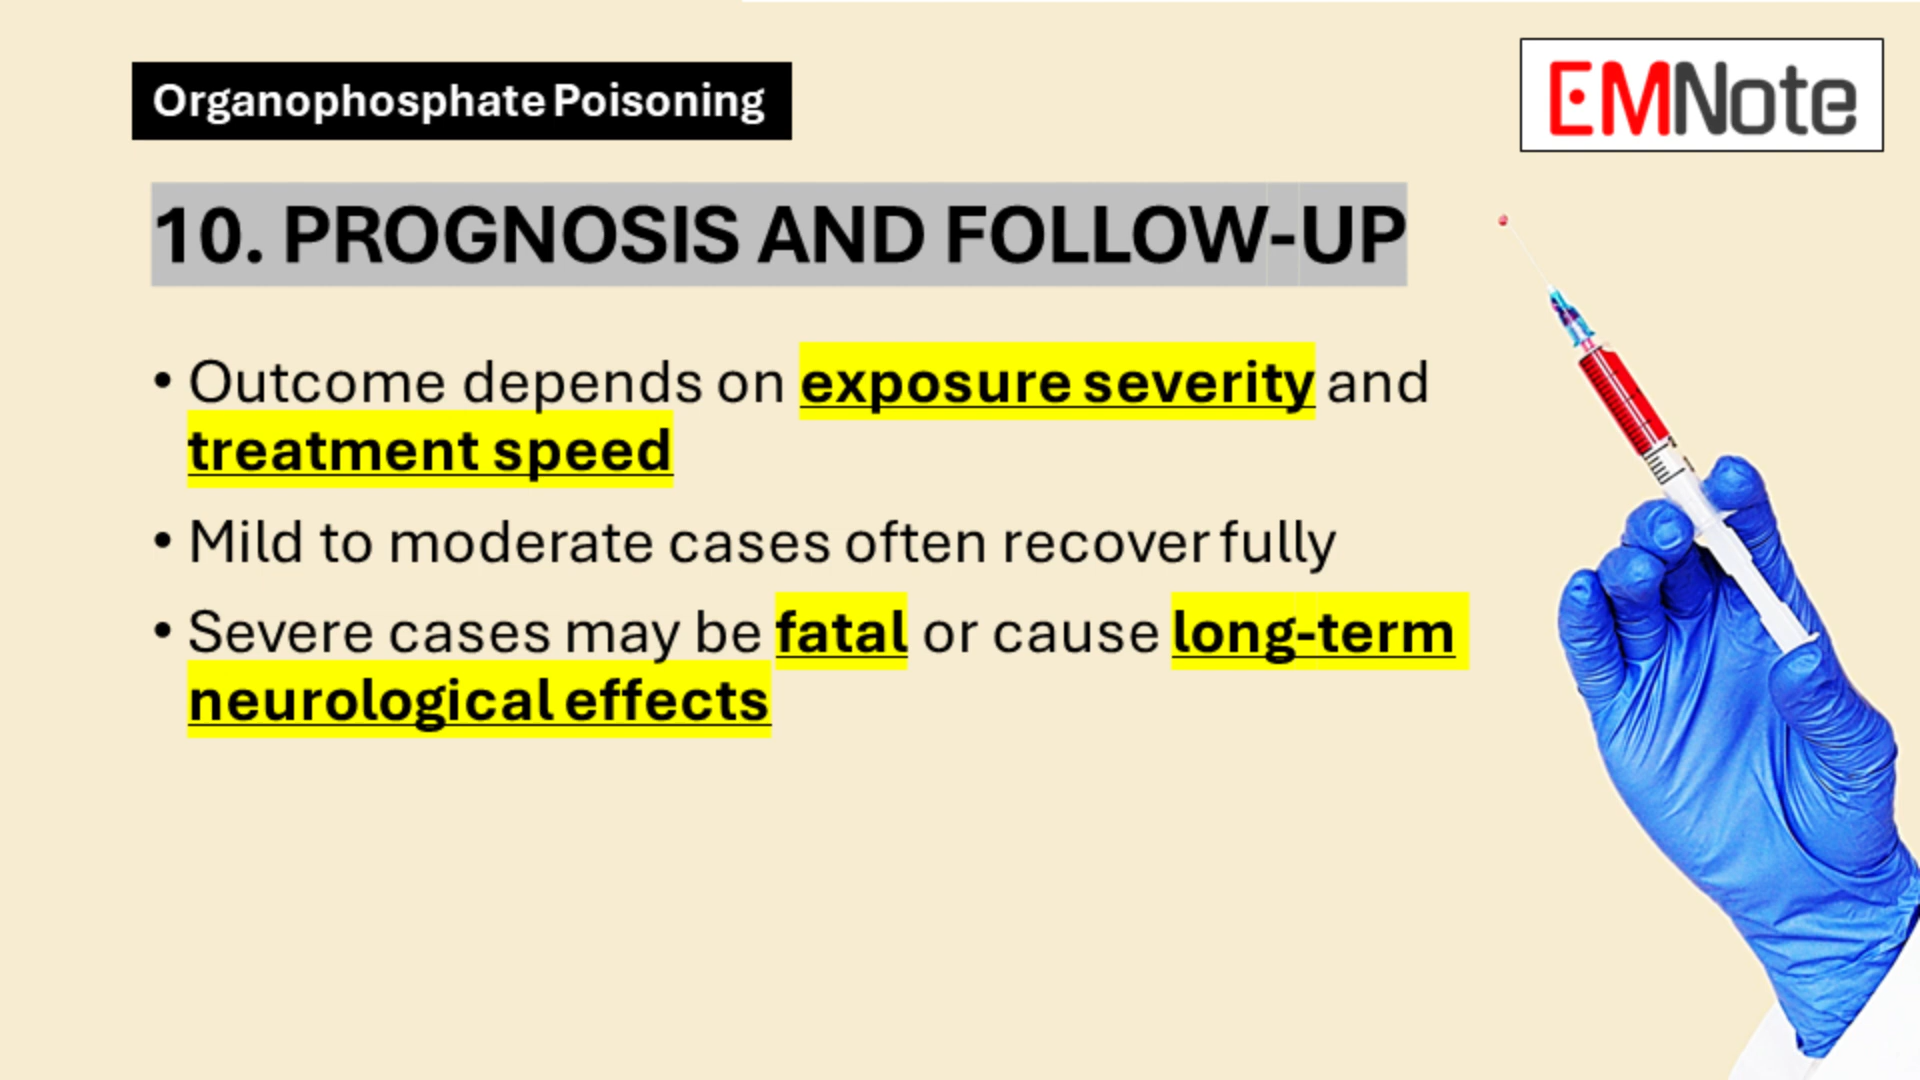 Organophosphate Poisoning
EMNote
10. PROGNOSIS AND FOLLOW-UP
• Outcome depends on exposure severity and
treatment speed
• Mild to moderate cases often recover fully
• Severe cases may be fatal or cause long-term
neurological effects